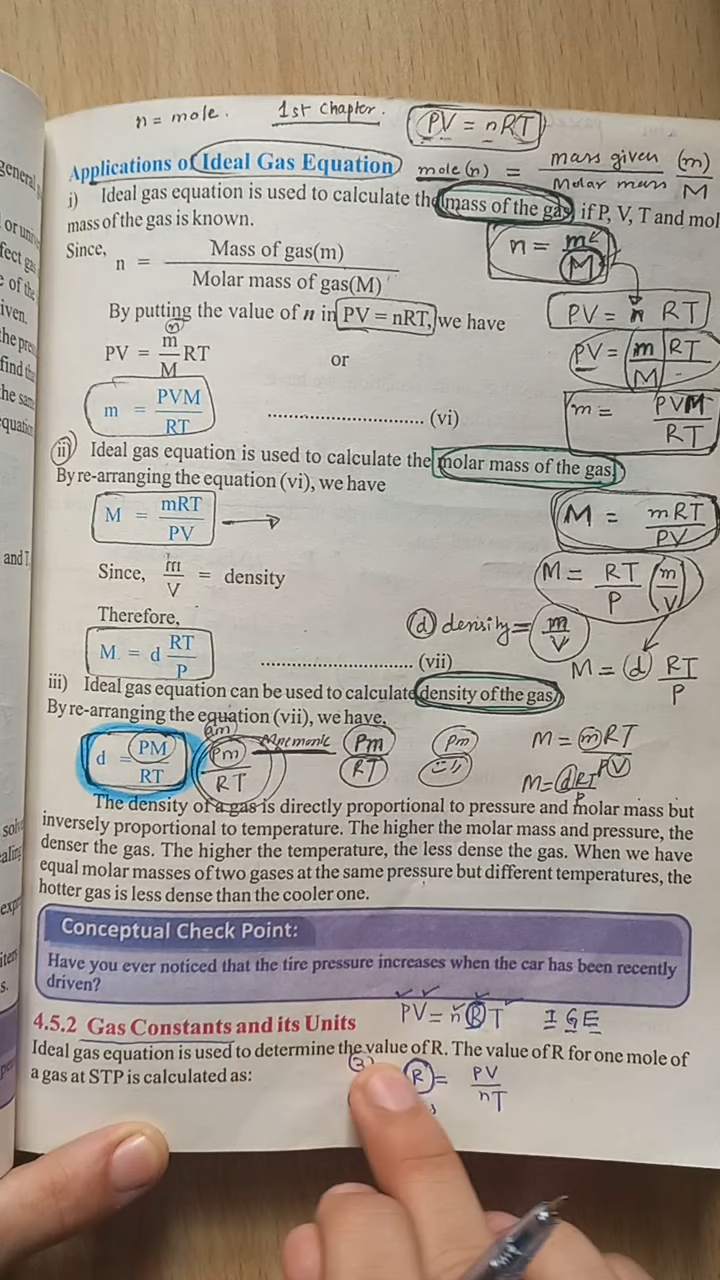 n = mole. 1st Chapter. PV = nRT
Applications of Ideal Gas Equation mole(n) = mass given (m) / Molar mass M
i) Ideal gas equation is used to calculate the mass of the gas, if P, V, T and mol
mass of the gas is known.
Since, n = Mass of gas(m) / Molar mass of gas(M)
n = m / M
By putting the value of n in PV = nRT, we have
PV = n RT
(n)
PV = m/M RT or
PV = m RT / M
m = PVM / RT .............................. (vi)
m = PVM / RT
ii) Ideal gas equation is used to calculate the molar mass of the gas.
By re-arranging the equation (vi), we have
M = mRT / PV →
M = mRT / PV
Since, m/V = density
M = RT/P (m/V)
Therefore,
(d) density = m/V
M = d RT/P .............................. (vii)
M = (d) RT/P
iii) Ideal gas equation can be used to calculate density of the gas.
By re-arranging the equation (vii), we have,
d = PM / RT
(am)
Pm / RT Mnemonic Pm / RT Pm / رات
M = mRT / PV
M = dRT / P
The density of a gas is directly proportional to pressure and molar mass but
inversely proportional to temperature. The higher the molar mass and pressure, the
denser the gas. The higher the temperature, the less dense the gas. When we have
equal molar masses of two gases at the same pressure but different temperatures, the
hotter gas is less dense than the cooler one.
Conceptual Check Point:
Have you ever noticed that the tire pressure increases when the car has been recently
driven?
PV = nRT IGE
4.5.2 Gas Constants and its Units
Ideal gas equation is used to determine the value of R. The value of R for one mole of
a gas at STP is calculated as:
R = PV / nT